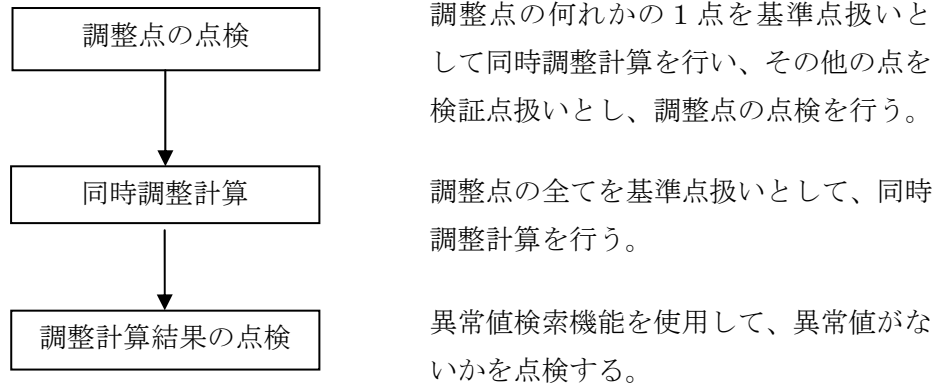 調整点の点検
調整点の何れかの１点を基準点扱いと
して同時調整計算を行い、その他の点を
検証点扱いとし、調整点の点検を行う。
同時調整計算
調整点の全てを基準点扱いとして、同時
調整計算を行う。
調整計算結果の点検
異常値検索機能を使用して、異常値がな
いかを点検する。